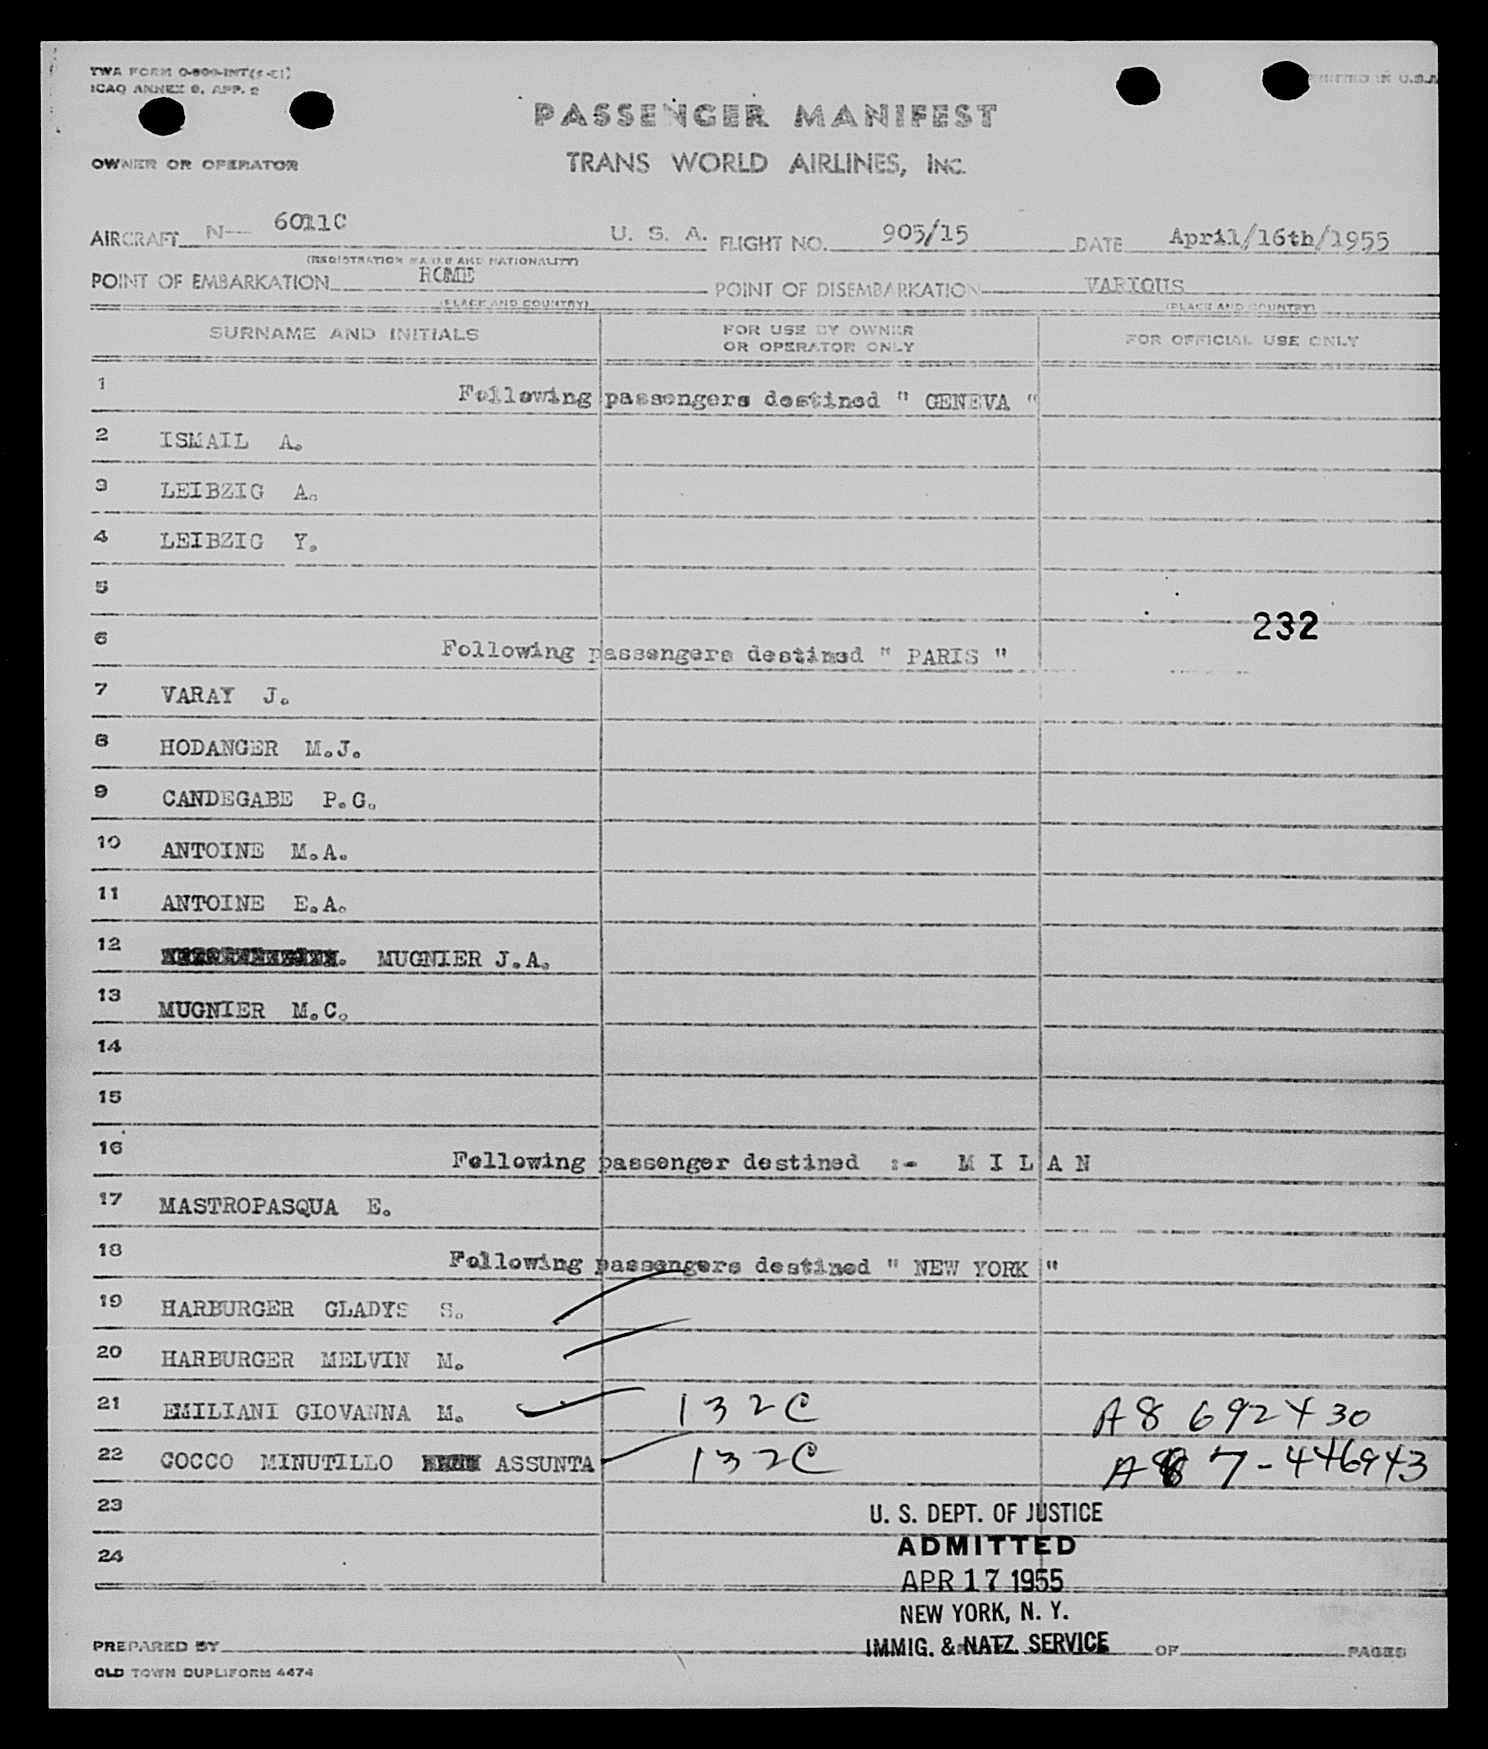 TWA FORM O-800-INT(5-51)
PRINTED IN U.S.A.
ICAO ANNEX 9, APP. 2
PASSENGER MANIFEST
OWNER OR OPERATOR
TRANS WORLD AIRLINES, INC.
AIRCRAFT N- 6011C U. S. A. FLIGHT NO. 905/15 DATE April/16th/1955
(REGISTRATION MARKS AND NATIONALITY)
POINT OF EMBARKATION ROME POINT OF DISEMBARKATION VARIOUS
(PLACE AND COUNTRY) (PLACE AND COUNTRY)
SURNAME AND INITIALS FOR USE BY OWNER OR OPERATOR ONLY FOR OFFICIAL USE ONLY
1 Following passengers destined " GENEVA "
2 ISMAIL A.
3 LEIBZIG A.
4 LEIBZIG Y.
5
232
6 Following passengers destined " PARIS "
7 VARAY J.
8 HODANGER M.J.
9 CANDEGABE P.G.
10 ANTOINE M.A.
11 ANTOINE E.A.
12 MUGNIER J.A.
13 MUGNIER M.C.
14
15
16 Following passenger destined :- M I L A N
17 MASTROPASQUA E.
18 Following passengers destined " NEW YORK "
19 HARBURGER GLADYS S.
20 HARBURGER MELVIN M.
21 EMILIANI GIOVANNA M. 132C A8 692430
22 COCCO MINUTILLO ASSUNTA 132C
23
U. S. DEPT. OF JUSTICE
ADMITTED
24
APR 17 1955
NEW YORK, N. Y.
IMMIG. & NATZ. SERVICE
PREPARED BY OF PAGES
OLD TOWN DUPLIFORM 4474